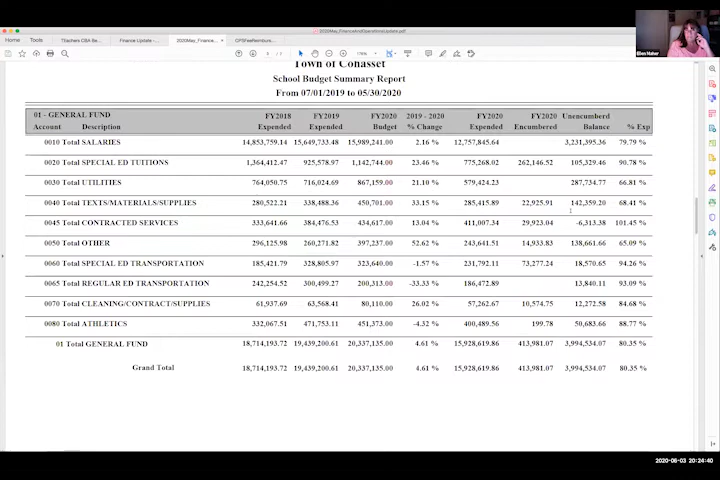 2020May_FinanceAndOperationsUpdate.pdf
Home Tools Finance Update -... 2020May_Finance... ×
Ellen Maher
Town of Cohasset
School Budget Summary Report
From 07/01/2019 to 05/30/2020
01 - GENERAL FUND FY2018 FY2019 FY2020 2019 - 2020 FY2020 FY2020 Unencumberd
Account Description Expended Expended Budget % Change Expended Encumbered Balance % Exp
0010 Total SALARIES 14,853,759.14 15,649,733.48 15,989,241.00 2.16 % 12,757,845.64 3,231,395.36 79.79 %
0020 Total SPECIAL ED TUITIONS 1,364,412.47 925,578.97 1,142,744.00 23.46 % 775,268.02 262,146.52 105,329.46 90.78 %
0030 Total UTILITIES 764,050.75 716,024.69 867,159.00 21.10 % 579,424.23 287,734.77 66.81 %
0040 Total TEXTS/MATERIALS/SUPPLIES 280,522.21 338,488.36 450,701.00 33.15 % 285,415.89 22,925.91 142,359.20 68.41 %
0045 Total CONTRACTED SERVICES 333,641.66 384,476.53 434,617.00 13.04 % 411,007.34 29,923.04 -6,313.38 101.45 %
0050 Total OTHER 296,125.98 260,271.82 397,237.00 52.62 % 243,641.51 14,933.83 138,661.66 65.09 %
0060 Total SPECIAL ED TRANSPORTATION 185,421.79 328,805.97 323,640.00 -1.57 % 231,792.11 73,277.24 18,570.65 94.26 %
0065 Total REGULAR ED TRANSPORTATION 242,254.52 300,499.27 200,313.00 -33.33 % 186,472.89 13,840.11 93.09 %
0070 Total CLEANING/CONTRACT/SUPPLIES 61,937.69 63,568.41 80,110.00 26.02 % 57,262.67 10,574.75 12,272.58 84.68 %
0080 Total ATHLETICS 332,067.51 471,753.11 451,373.00 -4.32 % 400,489.56 199.78 50,683.66 88.77 %
01 Total GENERAL FUND 18,714,193.72 19,439,200.61 20,337,135.00 4.61 % 15,928,619.86 413,981.07 3,994,534.07 80.35 %
Grand Total 18,714,193.72 19,439,200.61 20,337,135.00 4.61 % 15,928,619.86 413,981.07 3,994,534.07 80.35 %
2020-06-03 20:24:40